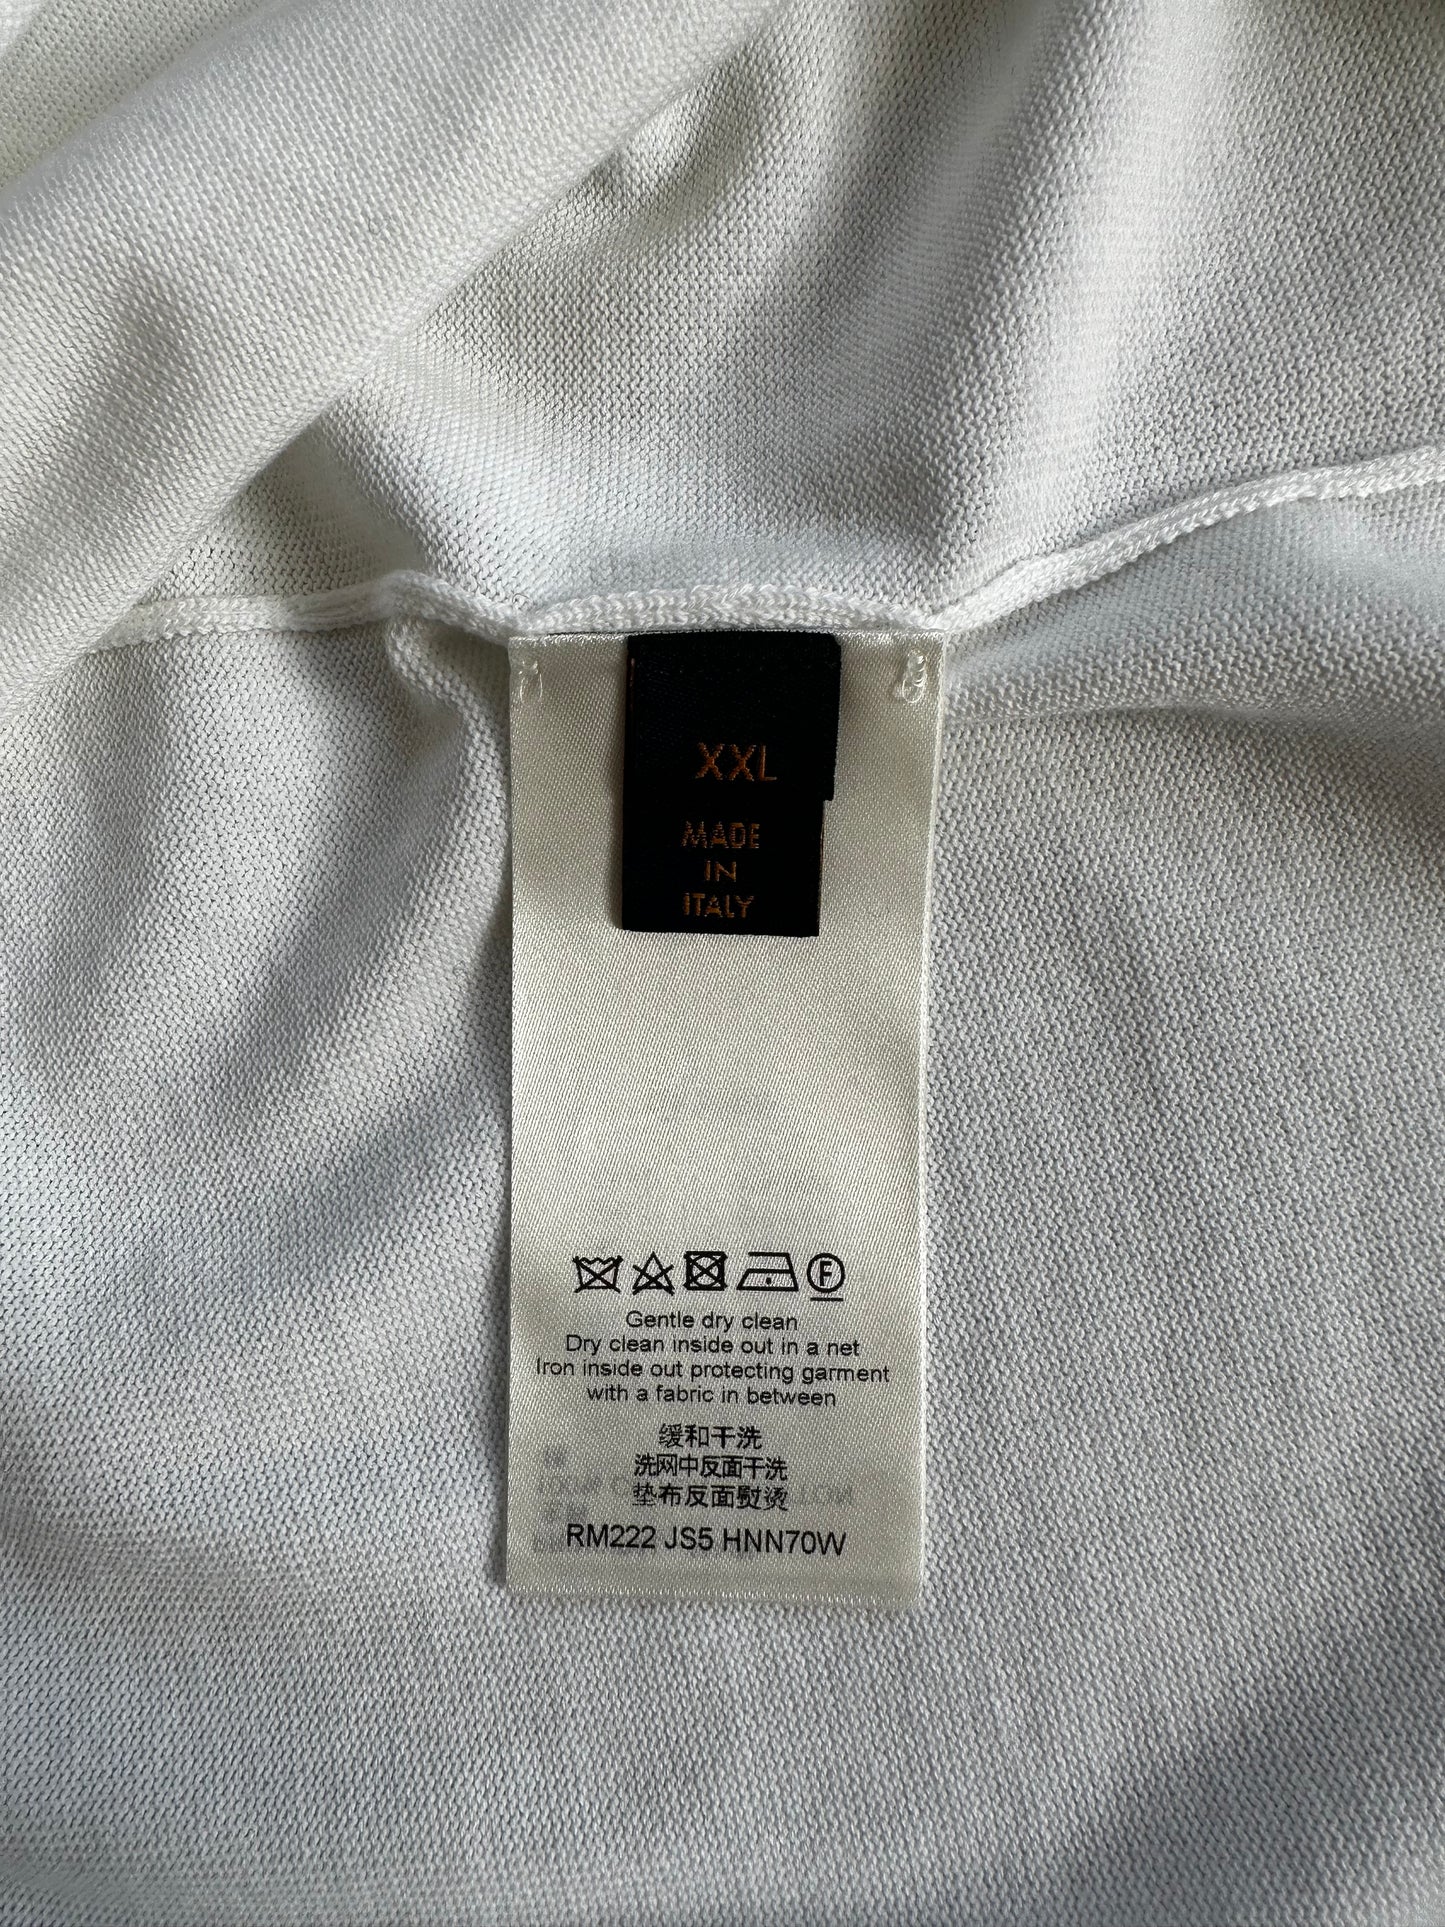 XXL
MADE
IN
ITALY
F
Gentle dry clean
Dry clean inside out in a net
Iron inside out protecting garment
with a fabric in between
缓和干洗
洗网中反面干洗
垫布反面熨烫
RM222 JS5 HNN70W